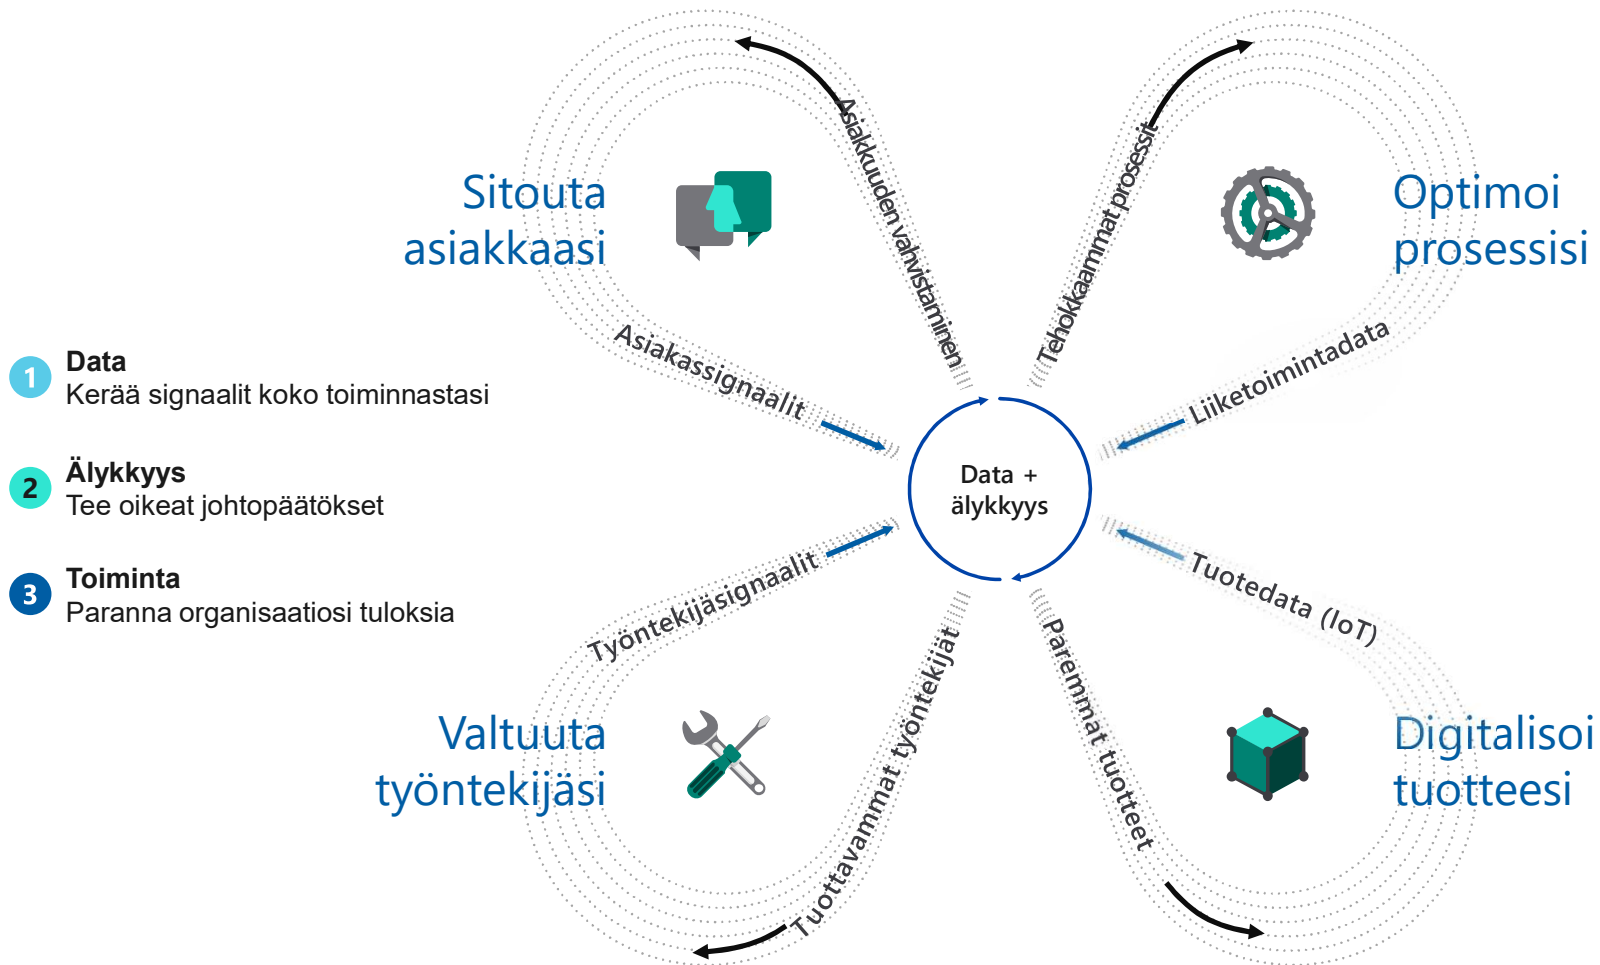 Sitouta
asiakkaasi
Asiakkuuden vahvistaminen
Asiakassignaalit
Tehokkaammat prosessit
Optimoi
prosessisi
Liiketoimintadata
1
Data
Kerää signaalit koko toiminnastasi
2
Älykkyys
Tee oikeat johtopäätökset
3
Toiminta
Paranna organisaatiosi tuloksia
Data +
älykkyys
Työntekijäsignaalit
Valtuuta
työntekijäsi
Tuottavammat työntekijät
Paremmat tuotteet
Tuotedata (IoT)
Digitalisoi
tuotteesi